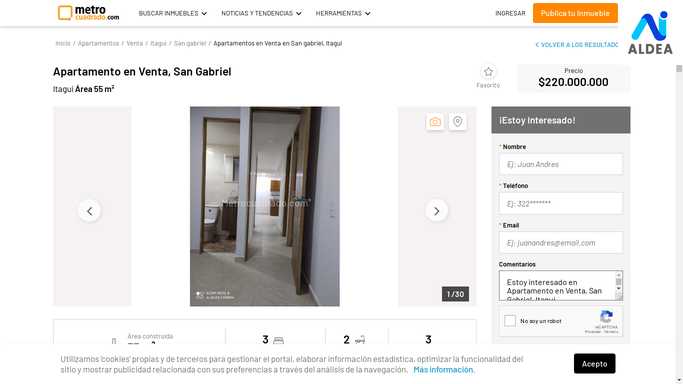 metro
cuadrado.com
BUSCAR INMUEBLES
NOTICIAS Y TENDENCIAS
HERRAMIENTAS
INGRESAR
Publica tu Inmueble
ALDEA
Inicio / Apartamentos / Venta / Itagui / San gabriel / Apartamentos en Venta en San gabriel, Itagui
VOLVER A LOS RESULTADO
Apartamento en Venta, San Gabriel
Itagui Área 55 m²
Favorito
Precio
$220.000.000
1 / 30
¡Estoy Interesado!
* Nombre
Ej: Juan Andres
* Teléfono
Ej: 322*******
* Email
Ej: juanandres@email.com
Comentarios
Estoy interesado en
Apartamento en Venta, San
Gabriel, Itagui
No soy un robot
reCAPTCHA
Privacidad - Términos
Área construida
3
2
3
Utilizamos 'cookies' propias y de terceros para gestionar el portal, elaborar información estadística, optimizar la funcionalidad del
sitio y mostrar publicidad relacionada con sus preferencias a través del análisis de la navegación. Más información.
Acepto